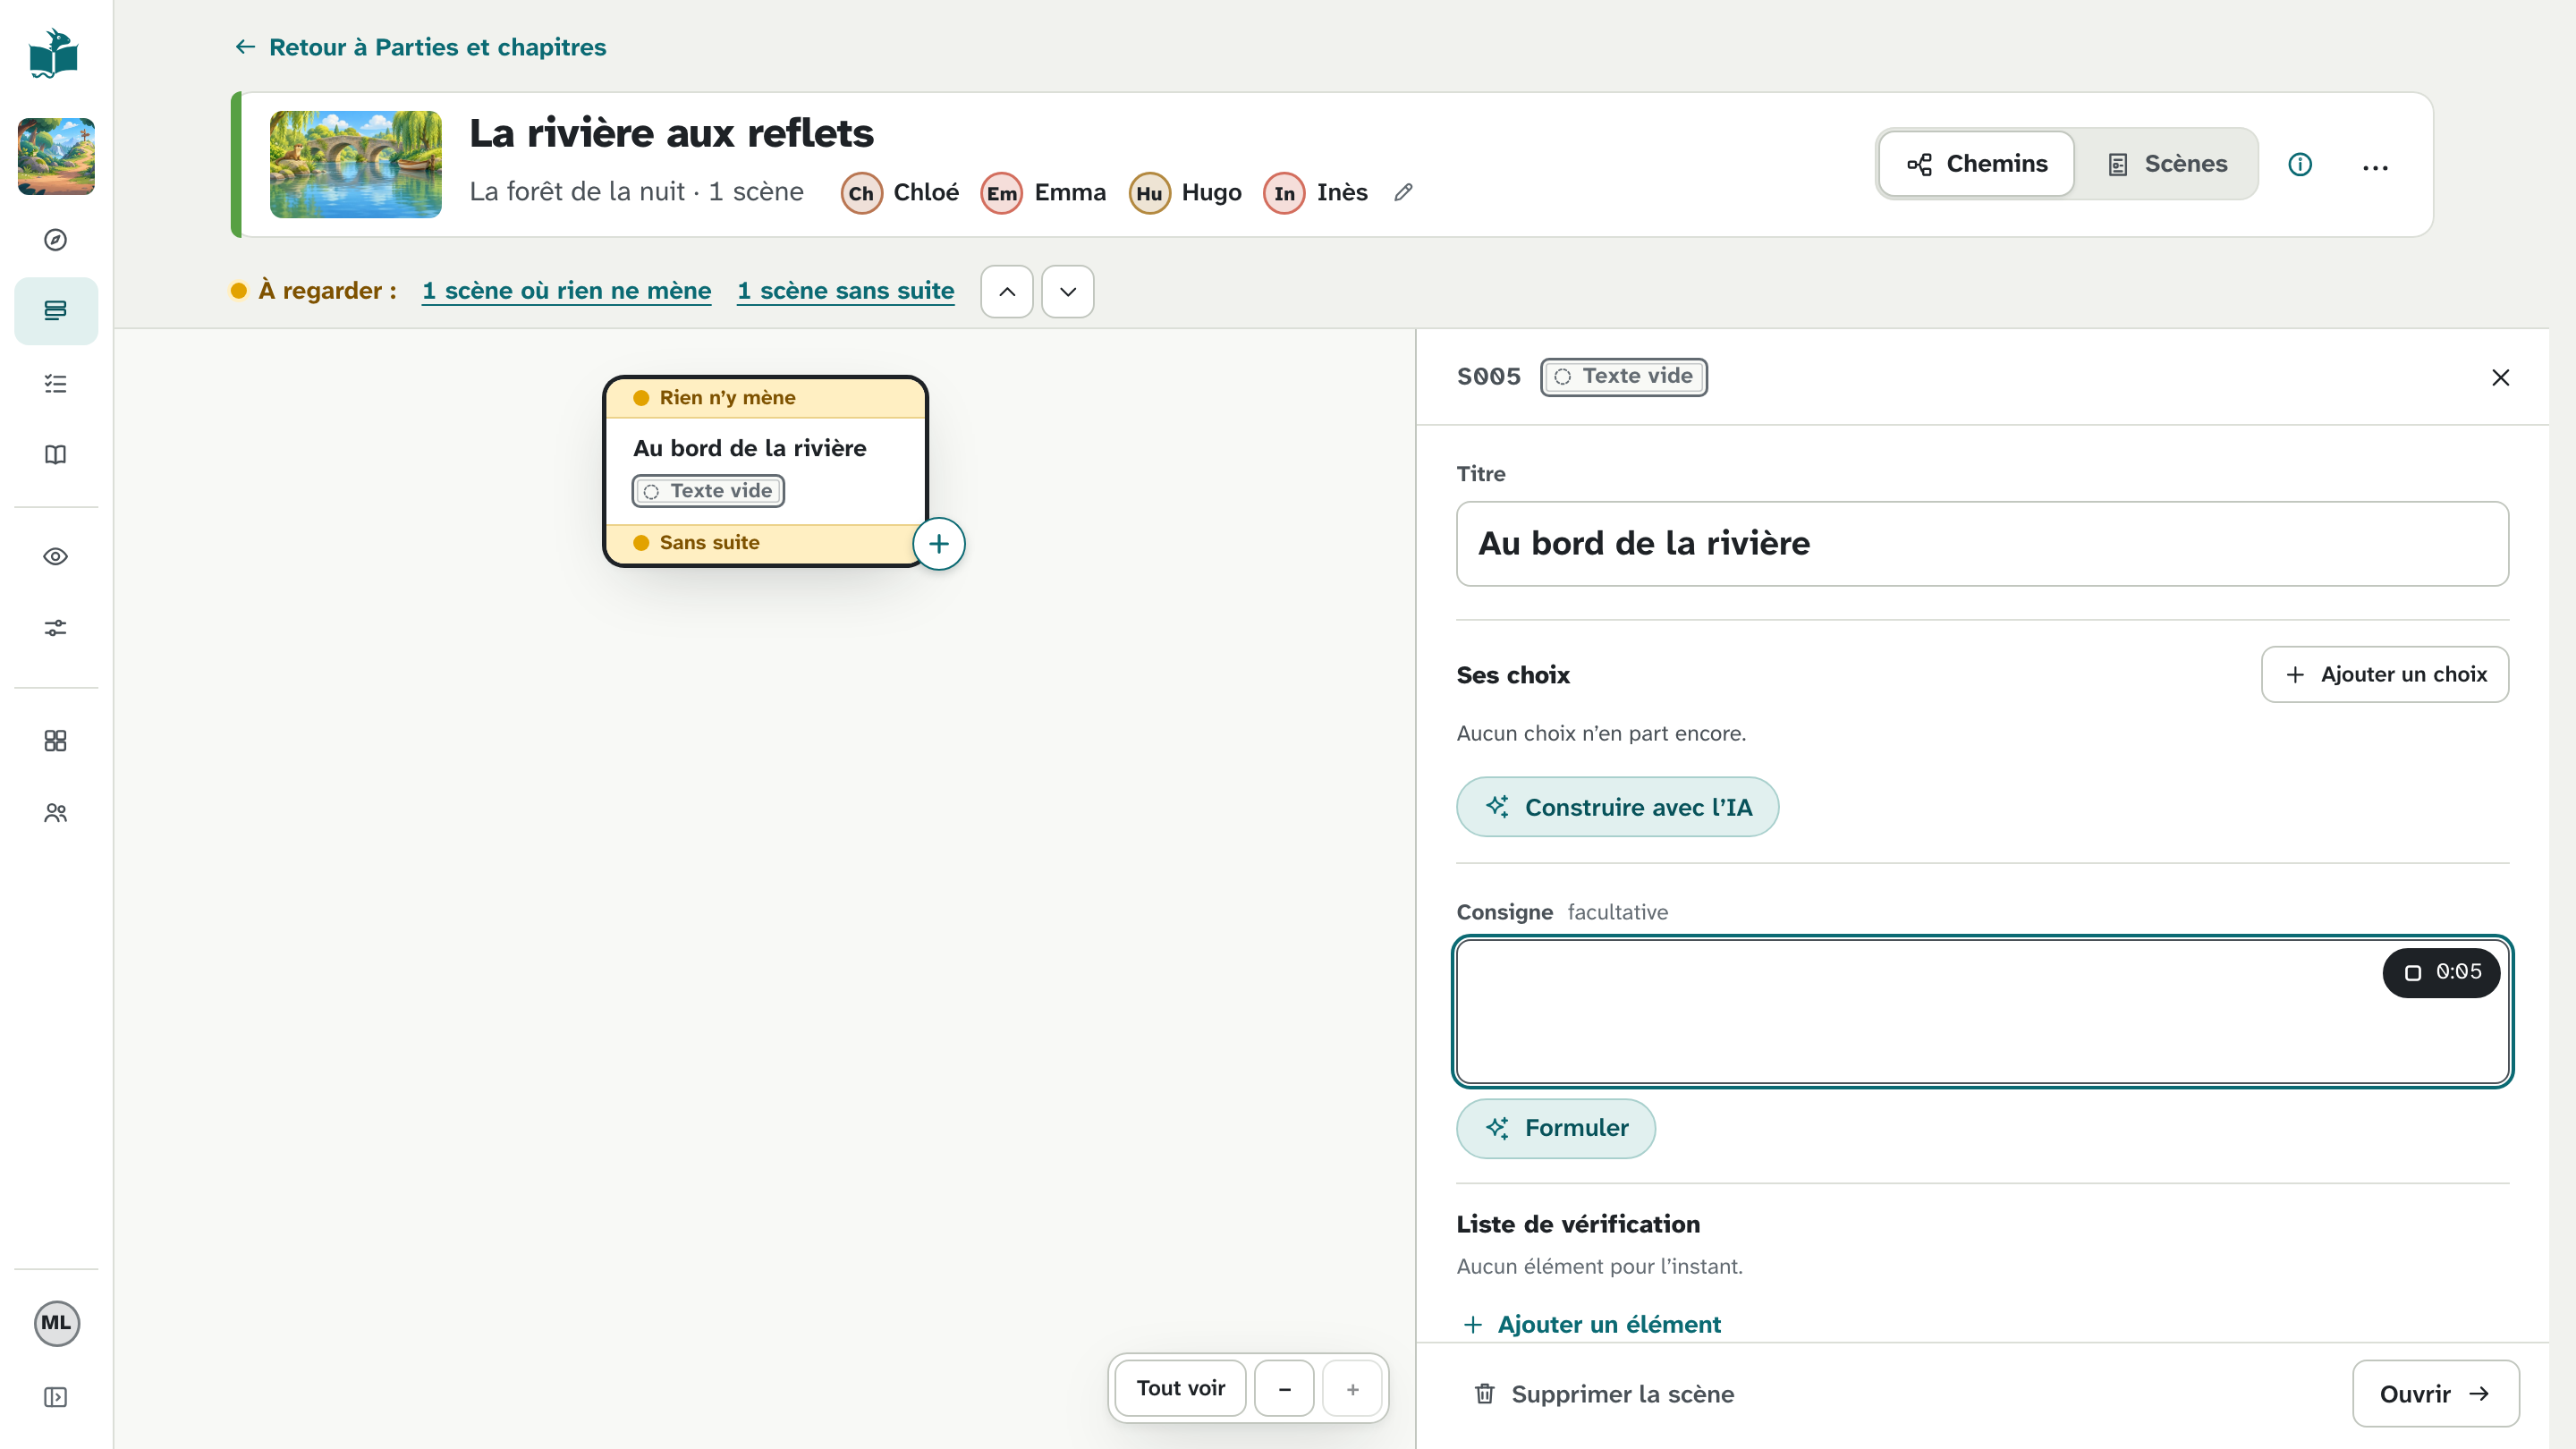 Retour à Parties et chapitres
La rivière aux reflets
La forêt de la nuit · 1 scène
Ch Chloé Em Emma Hu Hugo In Inès
Chemins
Scènes
À regarder : 1 scène où rien ne mène 1 scène sans suite
Rien n’y mène
Au bord de la rivière
Texte vide
Sans suite
Tout voir
S005 Texte vide
Titre
Au bord de la rivière
Ses choix
Ajouter un choix
Aucun choix n’en part encore.
Construire avec l’IA
Consigne facultative
0:05
Formuler
Liste de vérification
Aucun élément pour l’instant.
Ajouter un élément
Supprimer la scène
Ouvrir
ML